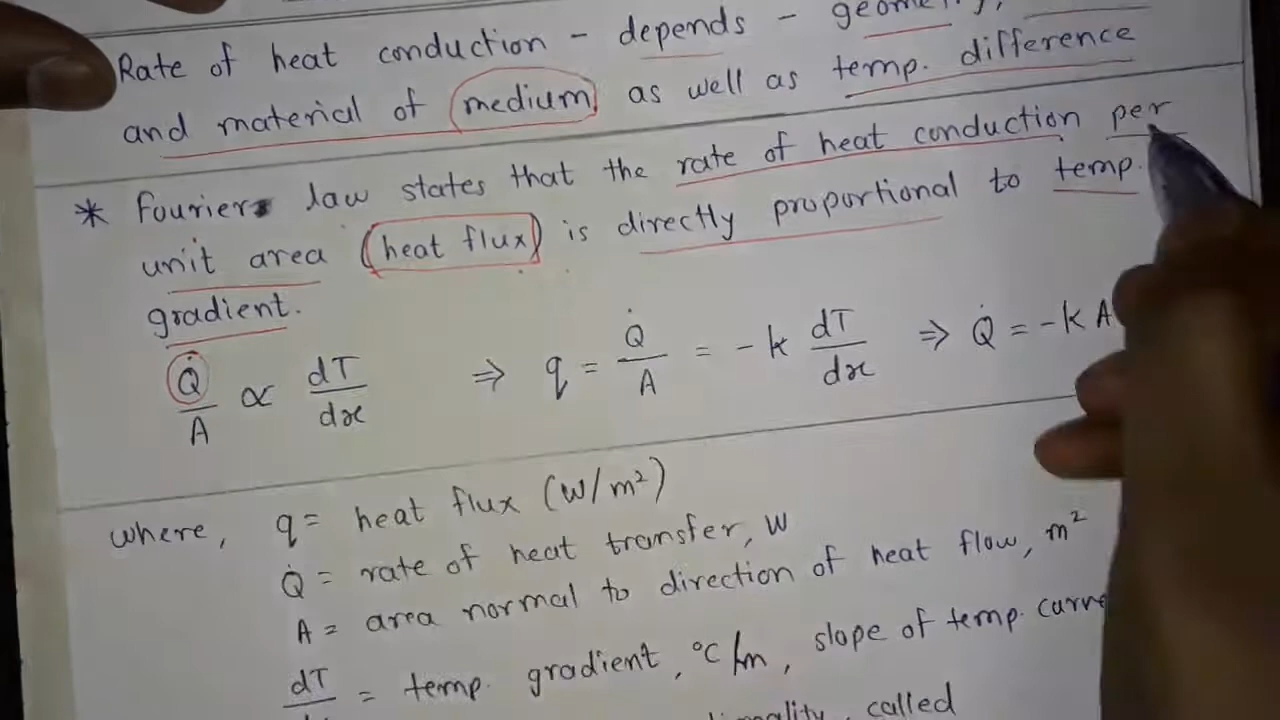 Rate of heat conduction - depends - geometry,
and material of medium as well as temp. difference
* Fouriers law states that the rate of heat conduction per
unit area (heat flux) is directly proportional to temp.
gradient.
Q̇/A ∝ dT/dx ⇒ q = Q̇/A = -k dT/dx ⇒ Q̇ = -k A
where, q = heat flux (W/m²)
Q̇ = rate of heat transfer, W
A = area normal to direction of heat flow, m²
dT/ = temp. gradient, °C/m, slope of temp. curve
called